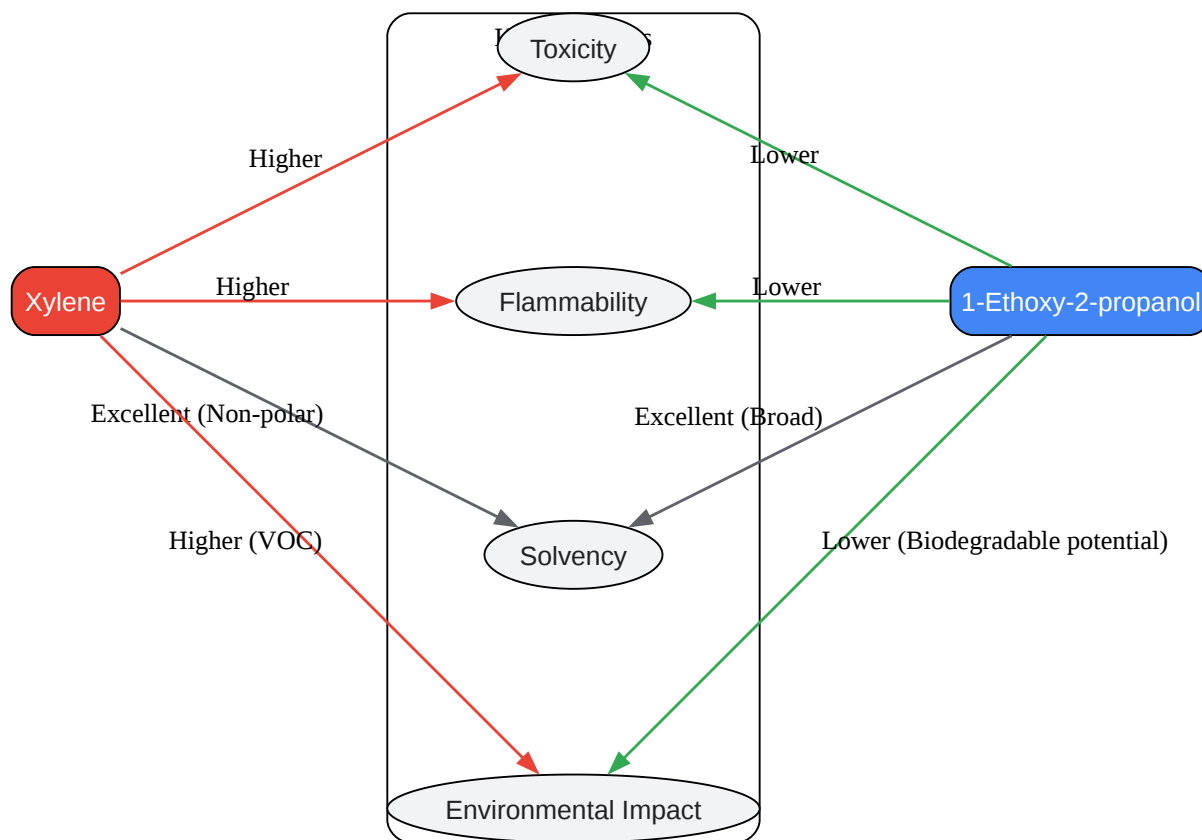 Toxicity
Higher
Lower
Xylene
Higher
Flammability
Lower
1-Ethoxy-2-propanol
Excellent (Non-polar)
Excellent (Broad)
Higher (VOC)
Solvency
Lower (Biodegradable potential)
Environmental Impact